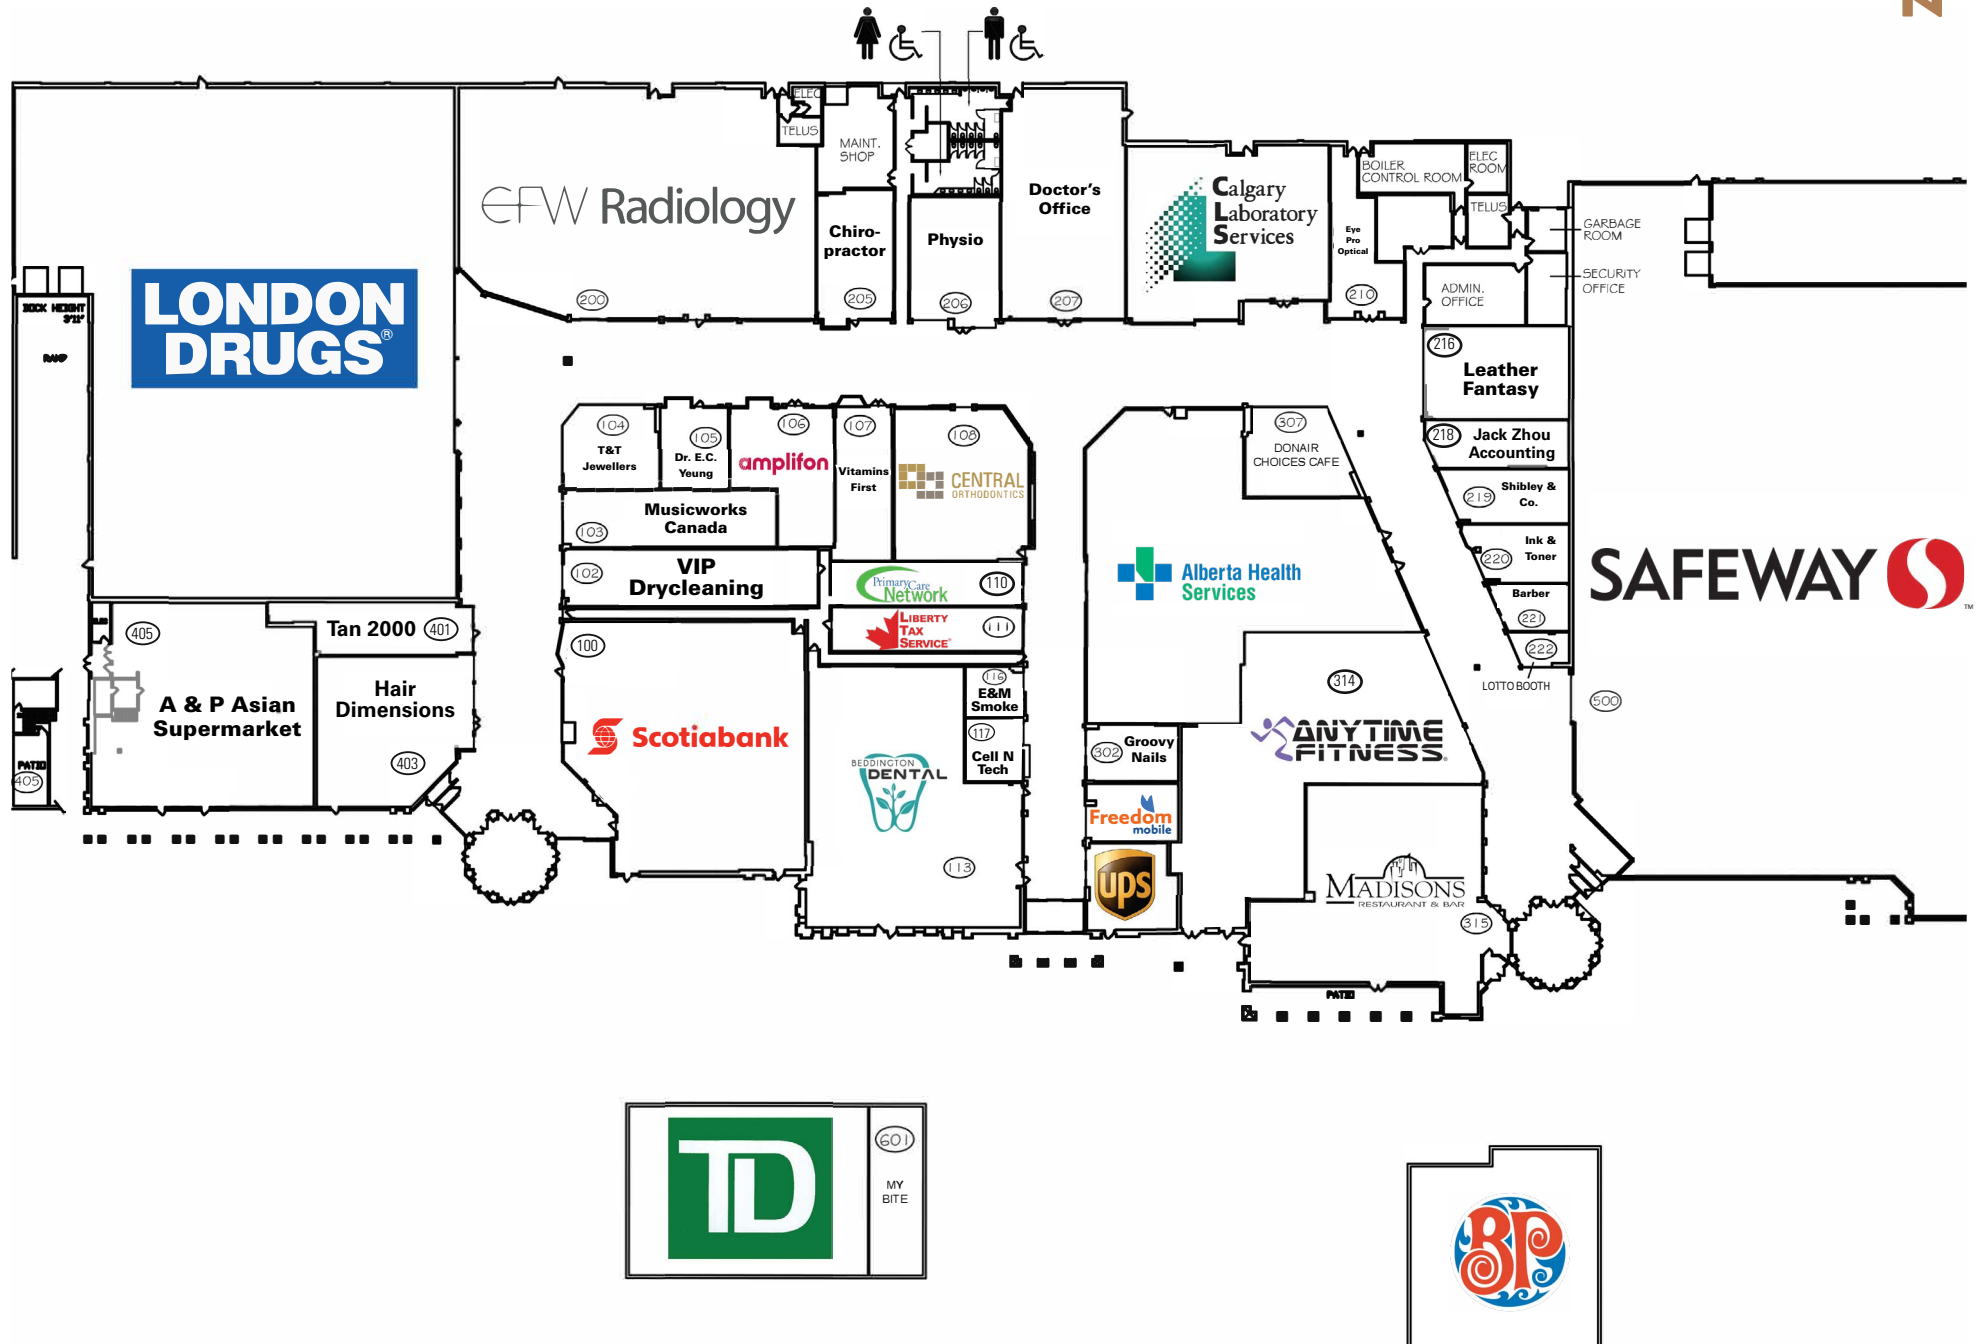 Z
ELEC
TELUS
MAINT.
SHOP
EFW Radiology
200
Chiro-
practor
205
Physio
206
Doctor's
Office
207
Calgary
Laboratory
Services
Eye
Pro
Optical
210
BOILER
CONTROL ROOM
ELEC
ROOM
TELUS
GARBAGE
ROOM
SECURITY
OFFICE
ADMIN.
OFFICE
DOCK HEIGHT
3'11"
RAMP
LONDON
DRUGS®
216
Leather
Fantasy
218
Jack Zhou
Accounting
219
Shibley &
Co.
220
Ink &
Toner
Barber
221
222
LOTTO BOOTH
SAFEWAY
TM
500
104
T&T
Jewellers
105
Dr. E.C.
Yeung
106
amplifon
107
Vitamins
First
108
CENTRAL
ORTHODONTICS
Musicworks
Canada
103
102
VIP
Drycleaning
PrimaryCare
Network
110
LIBERTY
TAX
SERVICE
111
307
DONAIR
CHOICES CAFE
Alberta Health
Services
405
Tan 2000
401
A & P Asian
Supermarket
Hair
Dimensions
403
PATIO
405
100
Scotiabank
116
E&M
Smoke
117
Cell N
Tech
BEDDINGTON
DENTAL
113
314
ANYTIME
FITNESS
302
Groovy
Nails
Freedom
mobile
ups
MADISONS
RESTAURANT & BAR
315
PATIO
TD
601
MY
BITE
BP